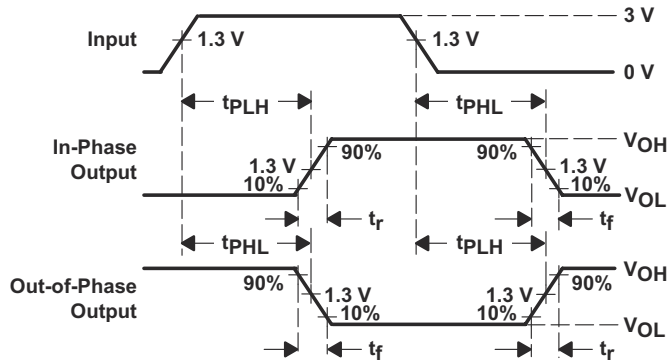 3 V
Input
1.3 V
1.3 V
0 V
tPLH
tPHL
In-Phase
Output
VOH
90%
90%
1.3 V
1.3 V
10%
10%
VOL
tr
tf
tPHL
tPLH
Out-of-Phase
Output
VOH
90%
90%
1.3 V
1.3 V
10%
10%
VOL
tf
tr